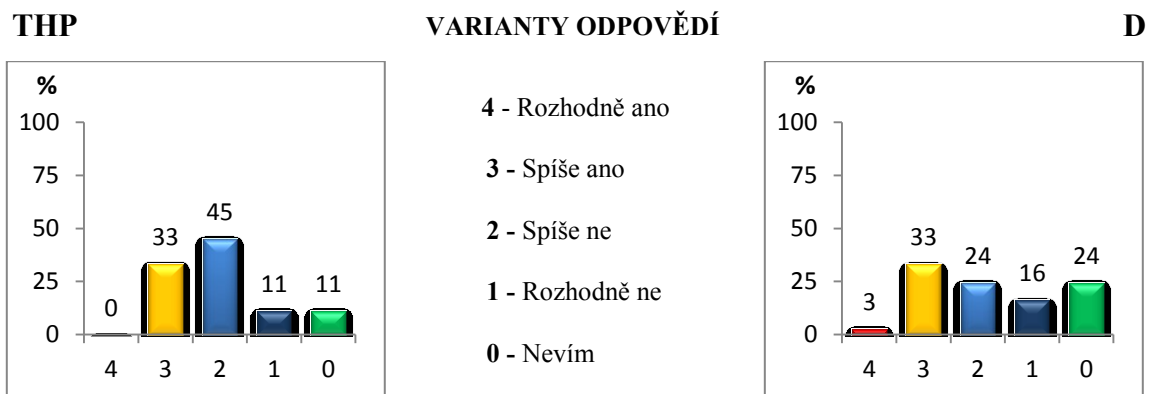 THP
VARIANTY ODPOVĚDÍ
D
%
100
75
50
25
0
0
33
45
11
11
4 3 2 1 0
4 - Rozhodně ano
3 - Spíše ano
2 - Spíše ne
1 - Rozhodně ne
0 - Nevím
%
100
75
50
25
0
3
33
24
16
24
4 3 2 1 0